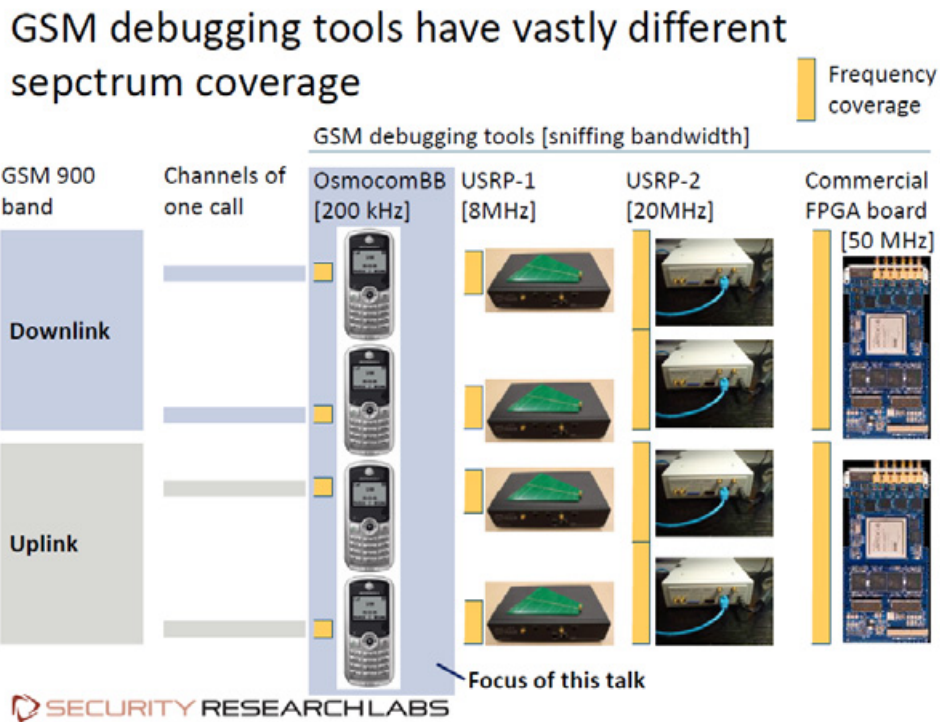 GSM debugging tools have vastly different
sepctrum coverage
Frequency
coverage
GSM debugging tools [sniffing bandwidth]
GSM 900
band
Channels of
one call
OsmocomBB
[200 kHz]
USRP-1
[8MHz]
USRP-2
[20MHz]
Commercial
FPGA board
[50 MHz]
Downlink
Uplink
Focus of this talk
SECURITY RESEARCH LABS